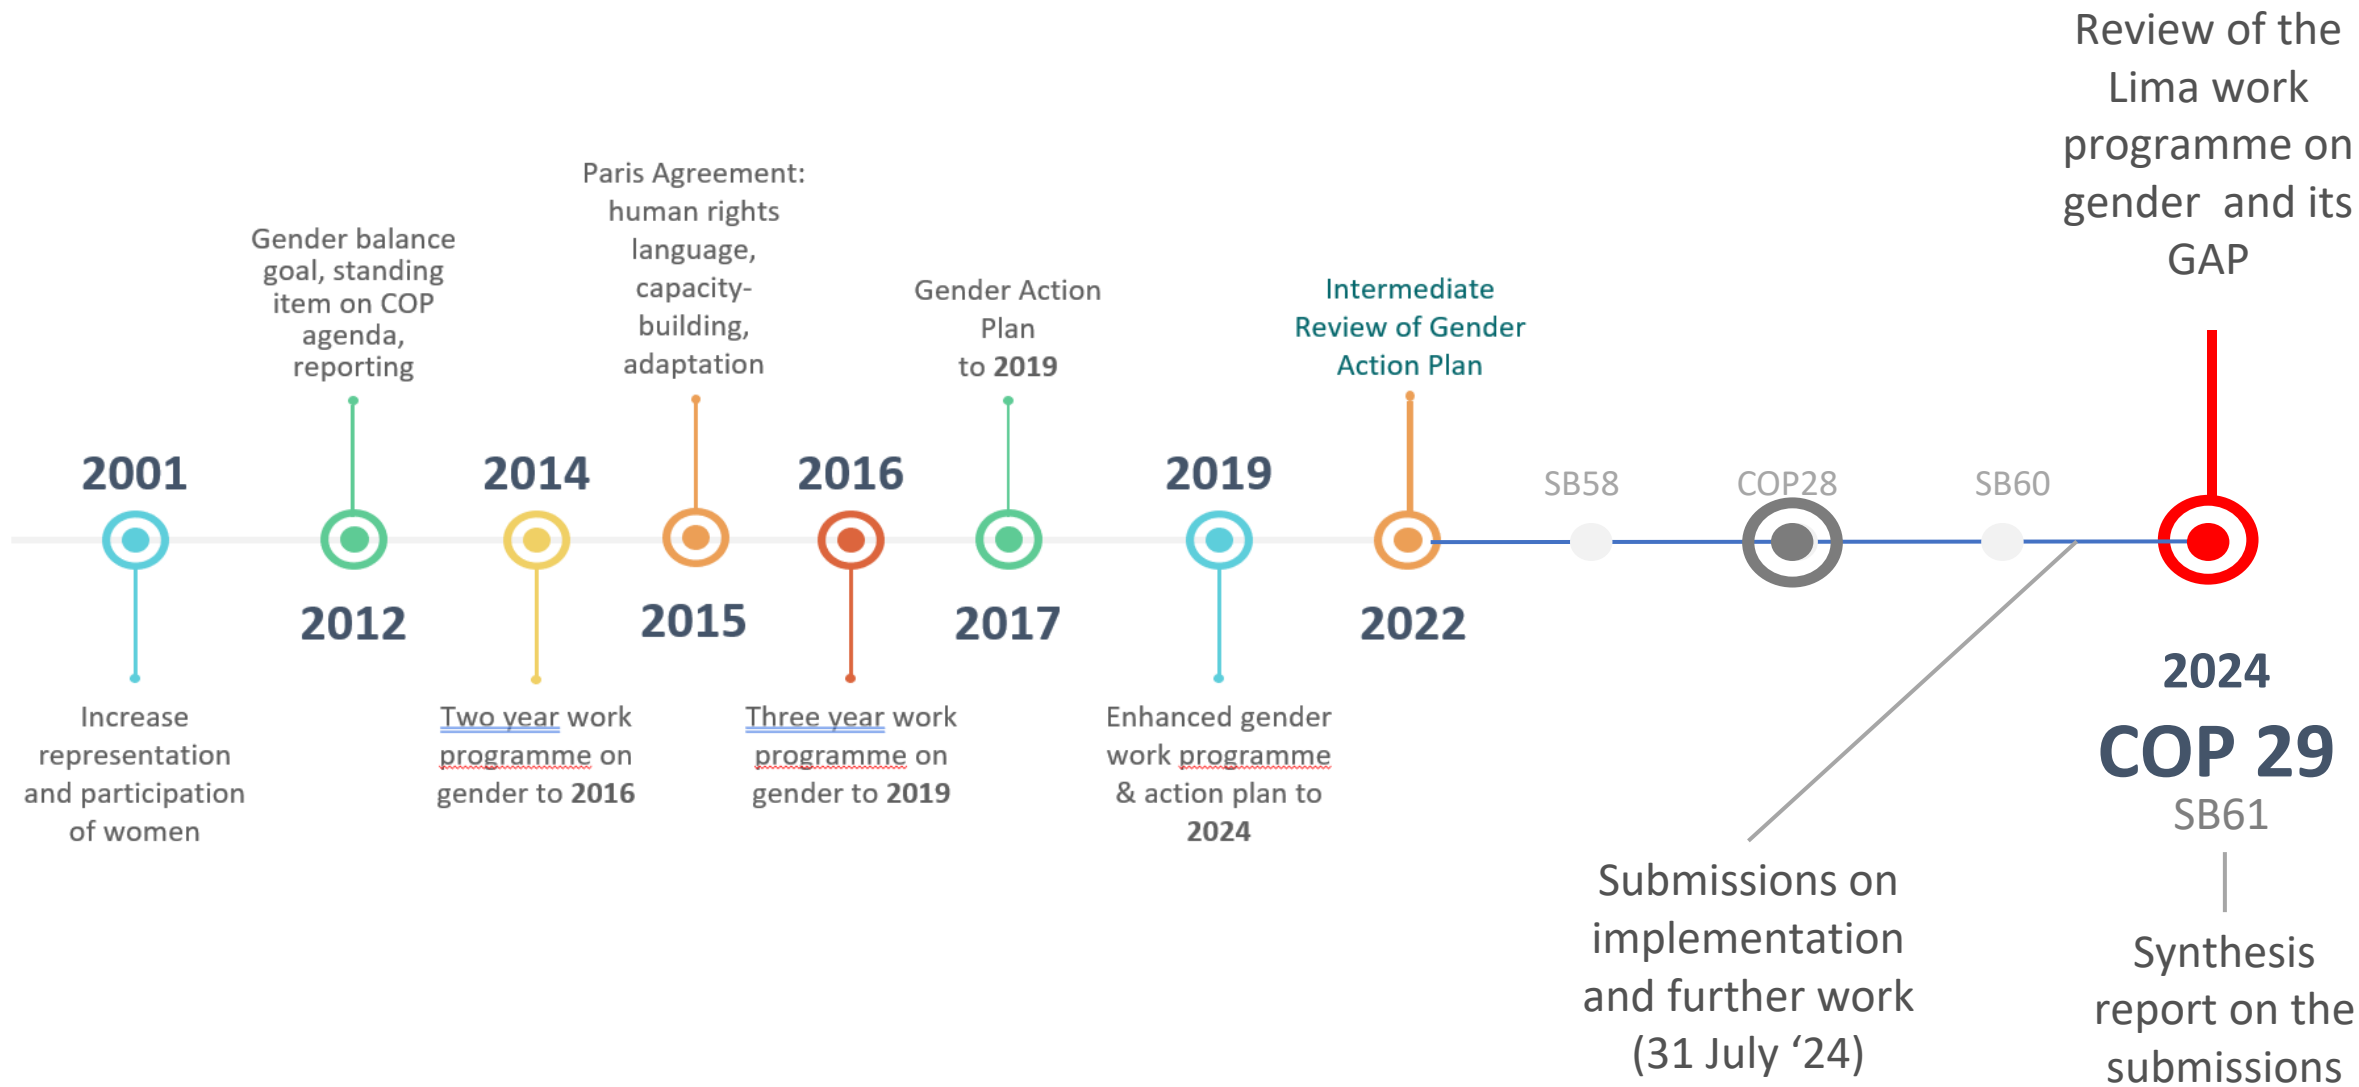 Review of the
Lima work
programme on
gender and its
GAP
Paris Agreement:
human rights
language,
capacity-
building,
adaptation
Gender balance
goal, standing
item on COP
agenda,
reporting
Gender Action
Plan
to 2019
Intermediate
Review of Gender
Action Plan
2001
2014
2016
2019
SB58
COP28
SB60
2012
2015
2017
2022
2024
COP 29
SB61
Increase
representation
and participation
of women
Two year work
programme on
gender to 2016
Three year work
programme on
gender to 2019
Enhanced gender
work programme
& action plan to
2024
Submissions on
implementation
and further work
(31 July ‘24)
Synthesis
report on the
submissions